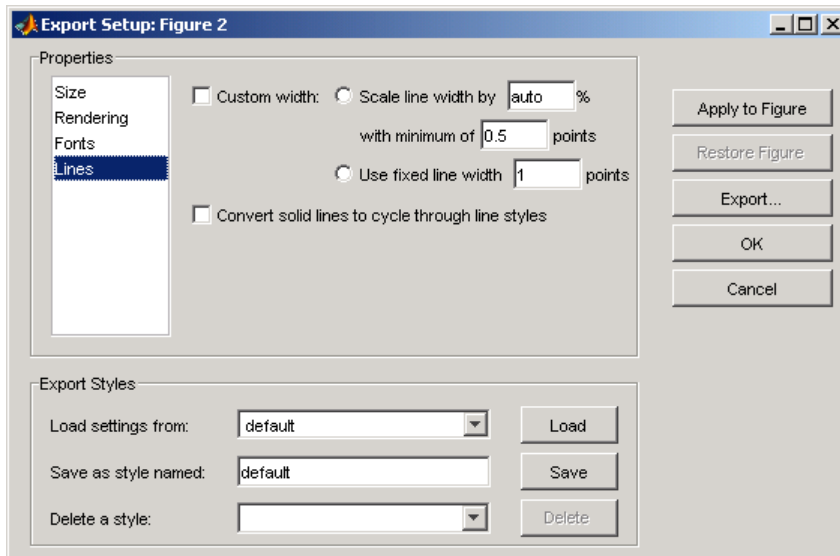 Export Setup: Figure 2
Properties
Size
Rendering
Fonts
Lines
Custom width: Scale line width by auto %
with minimum of 0.5 points
Use fixed line width 1 points
Convert solid lines to cycle through line styles
Apply to Figure
Restore Figure
Export...
OK
Cancel
Export Styles
Load settings from: default Load
Save as style named: default Save
Delete a style: Delete